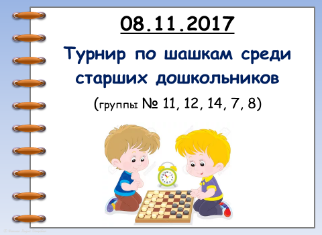 08.11.2017
Турнир по шашкам среди
старших дошкольников
(группы № 11, 12, 14, 7, 8)